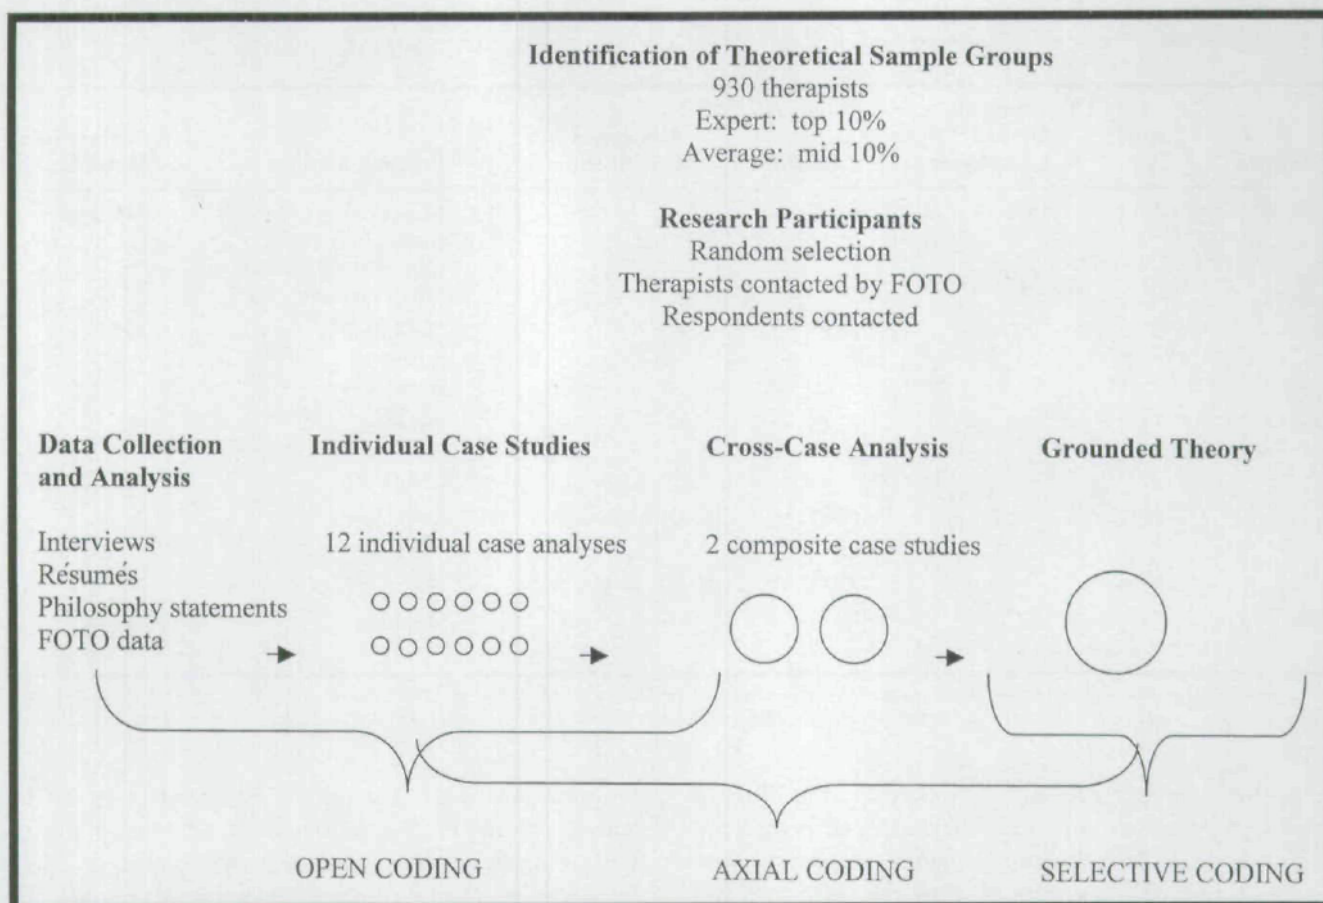 Identification of Theoretical Sample Groups
930 therapists
Expert: top 10%
Average: mid 10%
Research Participants
Random selection
Therapists contacted by FOTO
Respondents contacted
Data Collection
and Analysis
Individual Case Studies
Cross-Case Analysis
Grounded Theory
Interviews
Résumés
Philosophy statements
FOTO data
12 individual case analyses
2 composite case studies
OPEN CODING
AXIAL CODING
SELECTIVE CODING